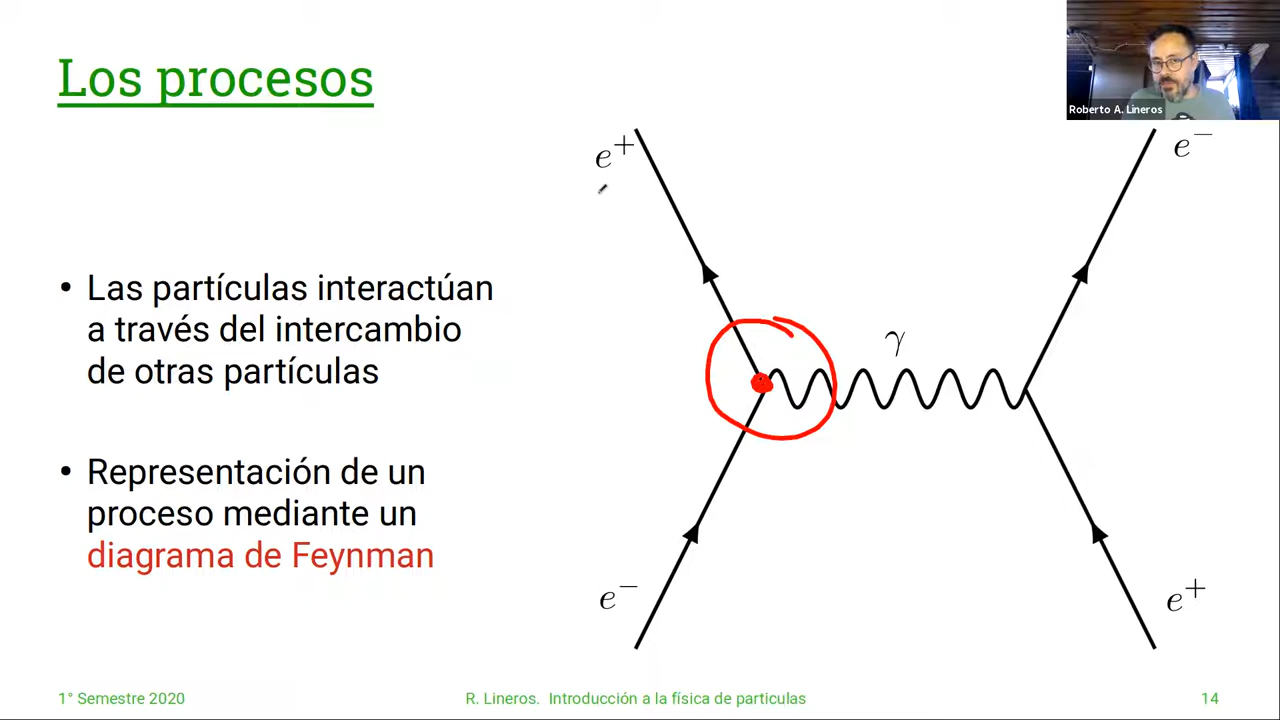 Los procesos
Roberto A. Lineros
e⁺
e⁻
• Las partículas interactúan
a través del intercambio
de otras partículas
γ
• Representación de un
proceso mediante un
diagrama de Feynman
e⁻
e⁺
1° Semestre 2020
R. Lineros. Introducción a la física de particulas
14